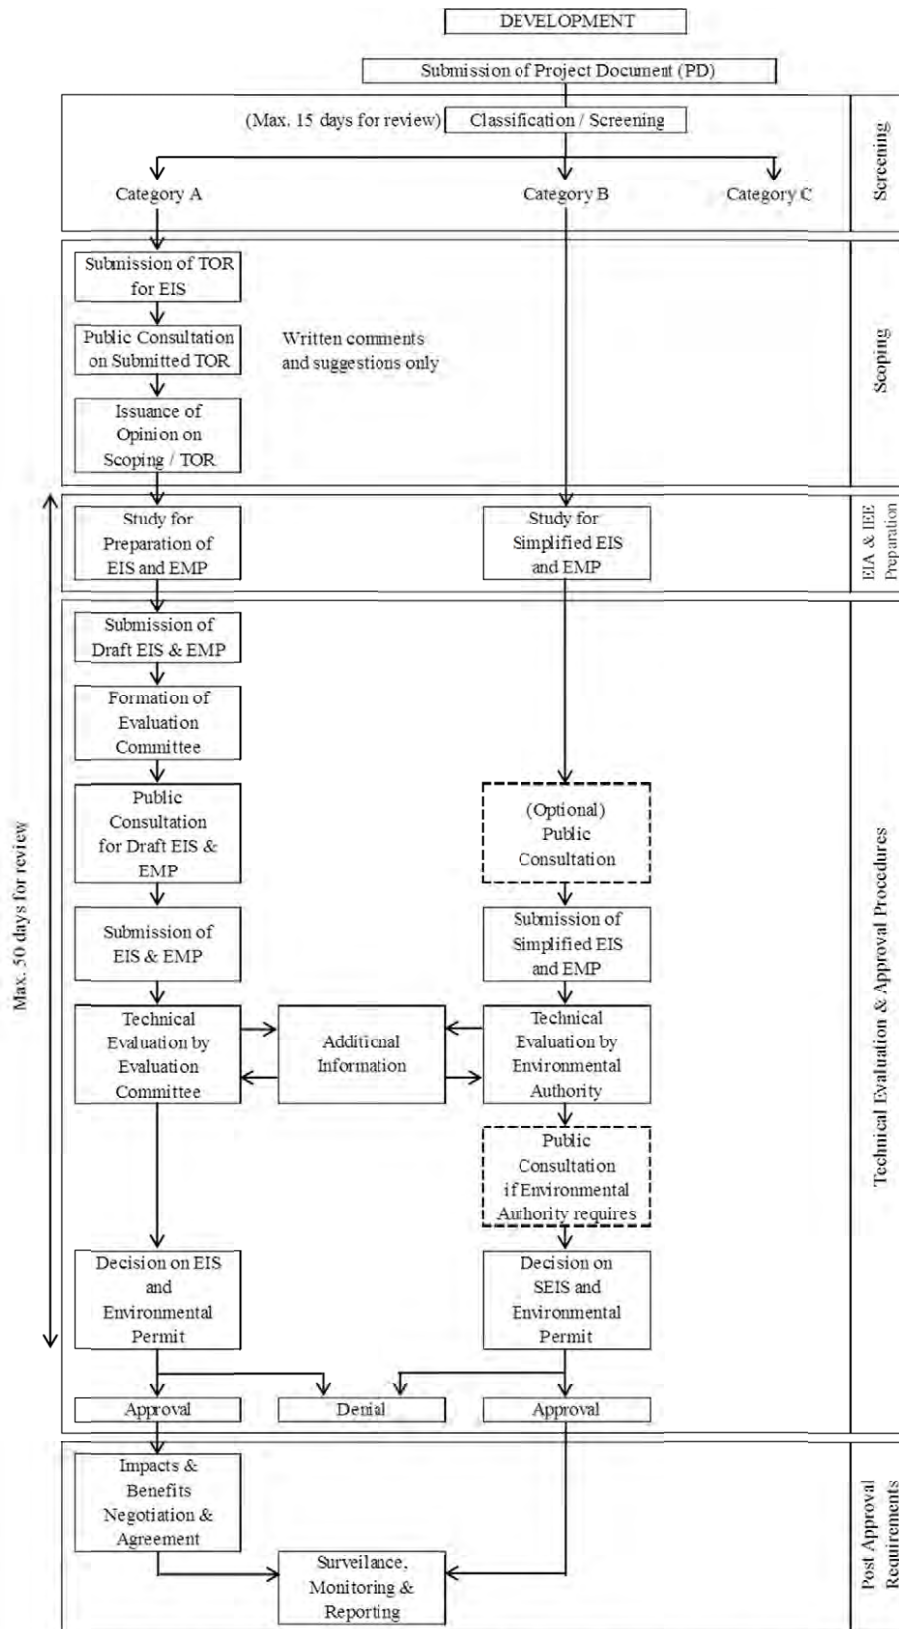 DEVELOPMENT
Submission of Project Document (PD)
(Max. 15 days for review)
Classification / Screening
Category A
Category B
Category C
Screening
Submission of TOR
for EIS
Public Consultation
on Submitted TOR
Written comments
and suggestions only
Issuance of
Opinion on
Scoping / TOR
Scoping
Study for
Preparation of
EIS and EMP
Study for
Simplified EIS
and EMP
EIA & IEE
Preparation
Max. 50 days for review
Submission of
Draft EIS & EMP
Formation of
Evaluation
Committee
Public
Consultation
for Draft EIS &
EMP
(Optional)
Public
Consultation
Submission of
EIS & EMP
Submission of
Simplified EIS
and EMP
Technical
Evaluation by
Evaluation
Committee
Additional
Information
Technical
Evaluation by
Environmental
Authority
Public
Consultation
if Environmental
Authority requires
Decision on EIS
and
Environmental
Permit
Decision on
SEIS and
Environmental
Permit
Approval
Denial
Approval
Technical Evaluation & Approval Procedures
Impacts &
Benefits
Negotiation &
Agreement
Surveilance,
Monitoring &
Reporting
Post Approval
Requirements